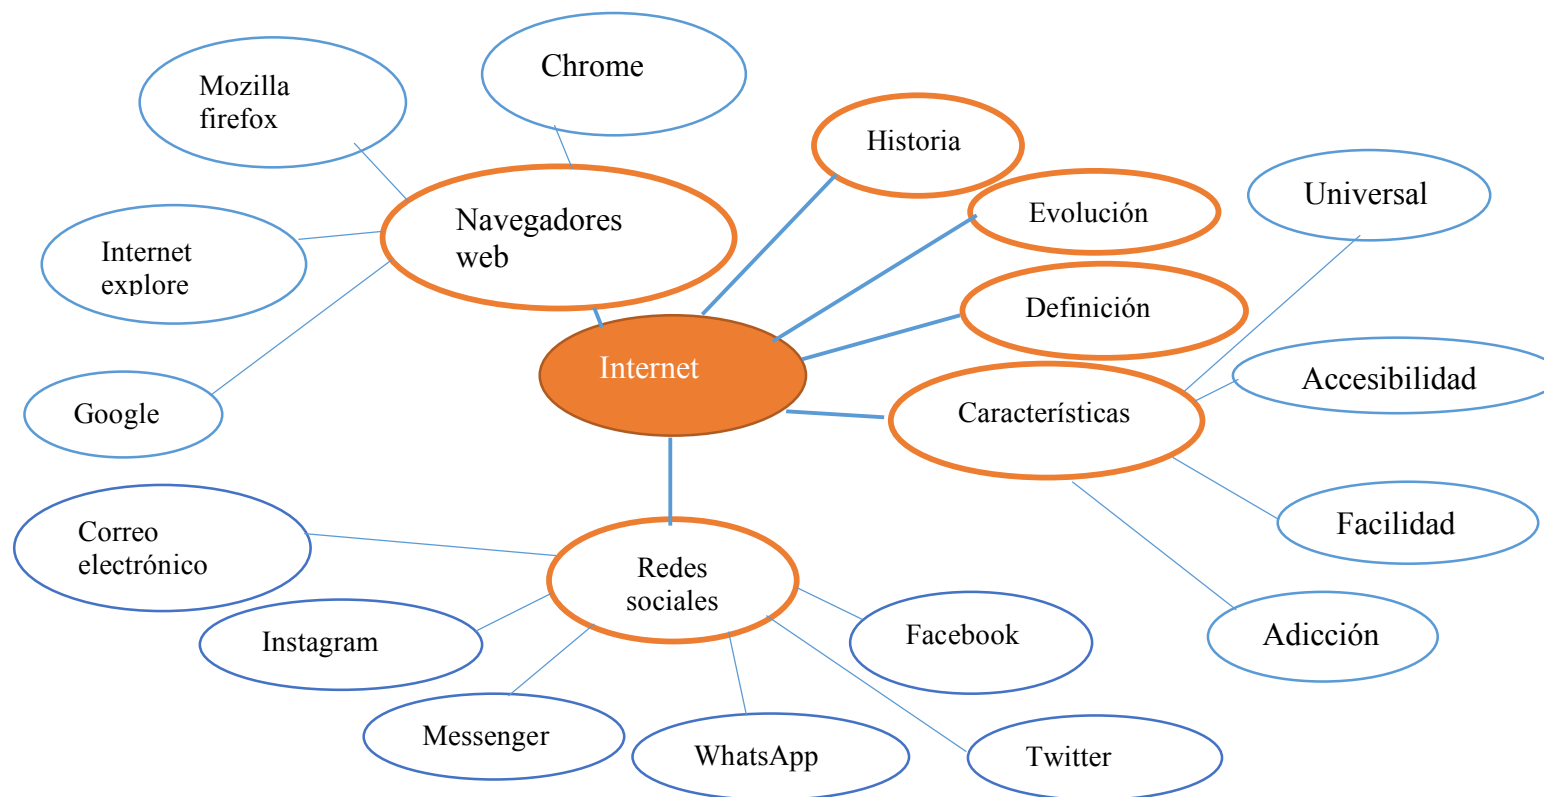 Chrome
Mozilla
firefox
Historia
Universal
Evolución
Navegadores
web
Internet
explore
Definición
Internet
Accesibilidad
Google
Características
Facilidad
Correo
electrónico
Redes
sociales
Instagram
Facebook
Adicción
Messenger
WhatsApp
Twitter